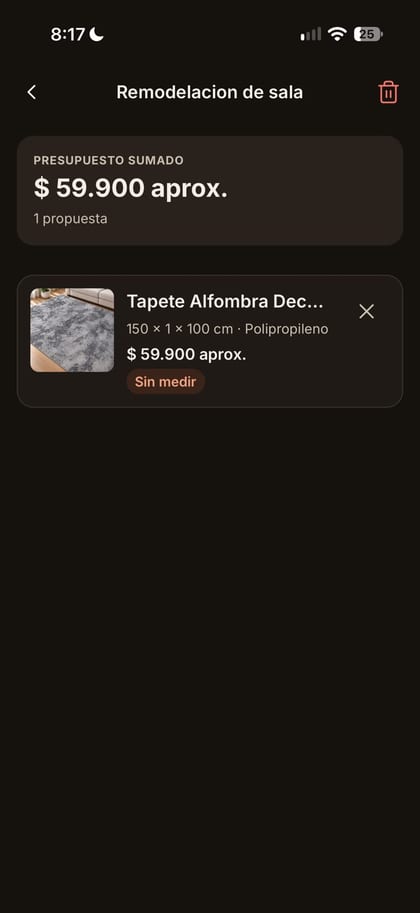 8:17
25
Remodelacion de sala
PRESUPUESTO SUMADO
$ 59.900 aprox.
1 propuesta
Tapete Alfombra Dec...
150 × 1 × 100 cm · Polipropileno
$ 59.900 aprox.
Sin medir